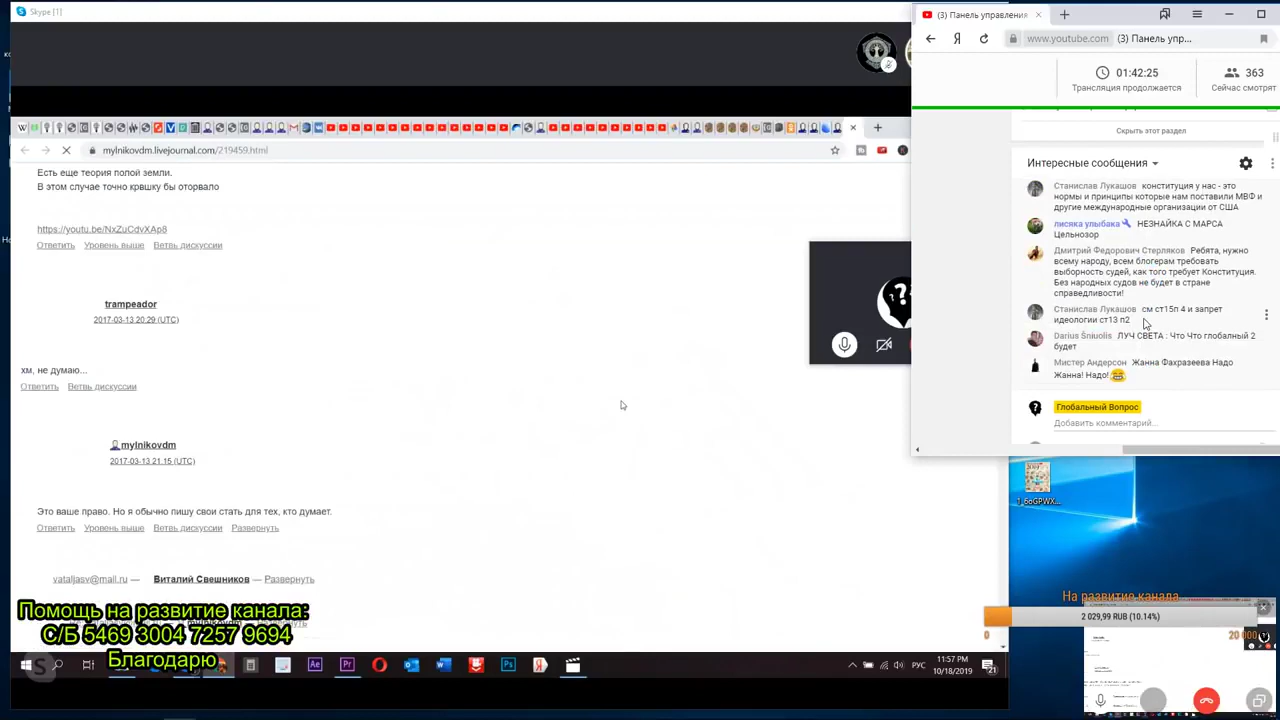 Skype [1]
mylnikovdm.livejournal.com/219459.html
Есть еще теория полой земли.
В этом случае точно крвшку бы оторвало
https://youtu.be/NxZuCdvXAp8
Ответить Уровень выше Ветвь дискуссии
trampeador
2017-03-13 20:29 (UTC)
хм, не думаю...
Ответить Ветвь дискуссии
mylnikovdm
2017-03-13 21:15 (UTC)
Это ваше право. Но я обычно пишу свои стать для тех, кто думает.
Ответить Уровень выше Ветвь дискуссии Развернуть
vataljasv@mail.ru — Виталий Свешников — Развернуть
Помощь на развитие канала:
С/Б 5469 3004 7257 9694
Благодарю
РУС
11:57 PM
10/18/2019
21
(3) Панель управления
www.youtube.com (3) Панель упр...
01:42:25
Трансляция продолжается
363
Сейчас смотрят
Скрыть этот раздел
Интересные сообщения
Станислав Лукашов конституция у нас - это
нормы и принципы которые нам поставили МВФ и
другие международные организации от США
лисяка улыбака НЕЗНАЙКА С МАРСА
Цельнозор
Дмитрий Федорович Стерляков Ребята, нужно
всему народу, всем блогерам требовать
выборность судей, как того требует Конституция.
Без народных судов не будет в стране
справедливости!
Станислав Лукашов см ст15п 4 и запрет
идеологии ст13 п2
Darius Šniuolis ЛУЧ СВЕТА : Что Что глобалный 2
будет
Мистер Андерсон Жанна Фахразеева Надо
Жанна! Надо!
Глобальный Вопрос
Добавить комментарий...
1_6oGPWX...
На развитие канала
2 029,99 RUB (10.14%)
0
20 000